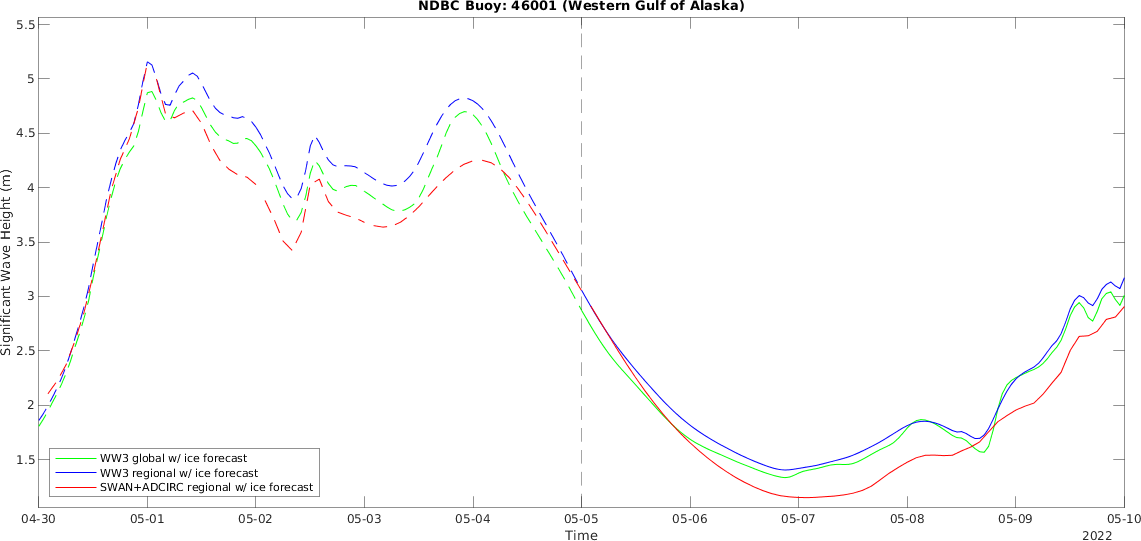 NDBC Buoy: 46001 (Western Gulf of Alaska)
5.5
5
4.5
4
3.5
3
2.5
2
1.5
Significant Wave Height (m)
WW3 global w/ ice forecast
WW3 regional w/ ice forecast
SWAN+ADCIRC regional w/ ice forecast
04-30 05-01 05-02 05-03 05-04 05-05 05-06 05-07 05-08 05-09 05-10
Time
2022